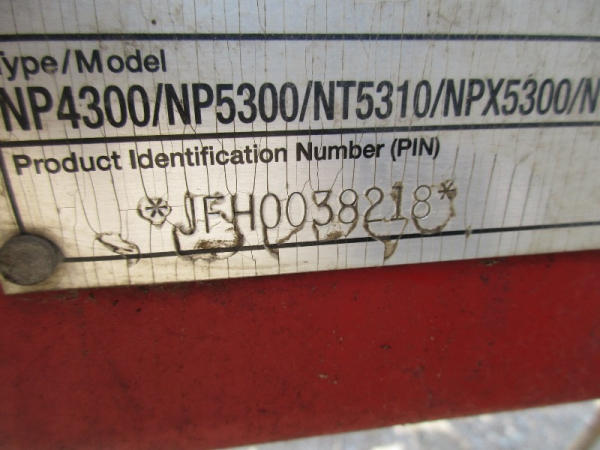 Type/Model
NP4300/NP5300/NT5310/NPX5300/N
Product Identification Number (PIN)
*JFH0038218*